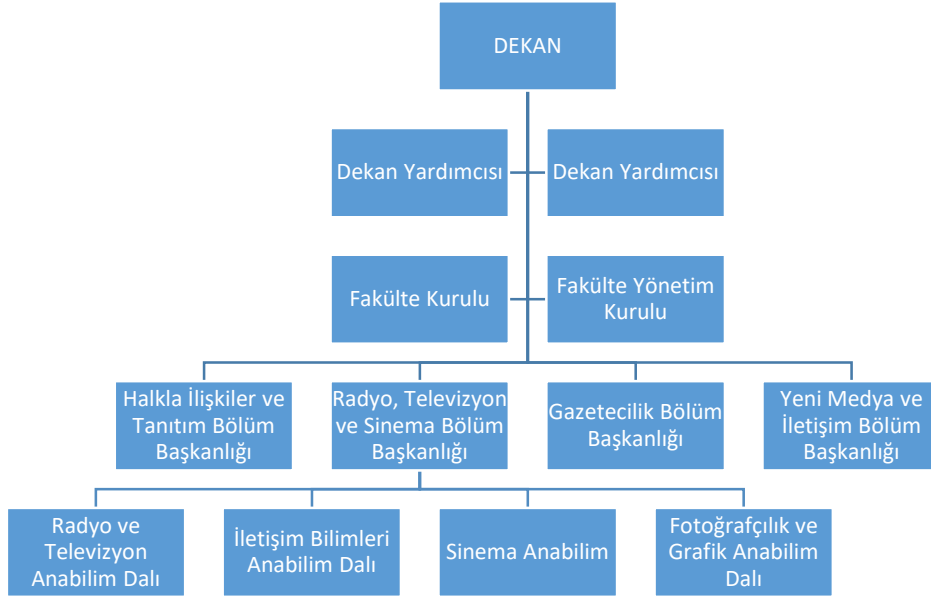 DEKAN
Dekan Yardımcısı
Dekan Yardımcısı
Fakülte Kurulu
Fakülte Yönetim
Kurulu
Halkla İlişkiler ve
Tanıtım Bölüm
Başkanlığı
Radyo, Televizyon
ve Sinema Bölüm
Başkanlığı
Gazetecilik Bölüm
Başkanlığı
Yeni Medya ve
İletişim Bölüm
Başkanlığı
Radyo ve
Televizyon
Anabilim Dalı
İletişim Bilimleri
Anabilim Dalı
Sinema Anabilim
Fotoğrafçılık ve
Grafik Anabilim
Dalı